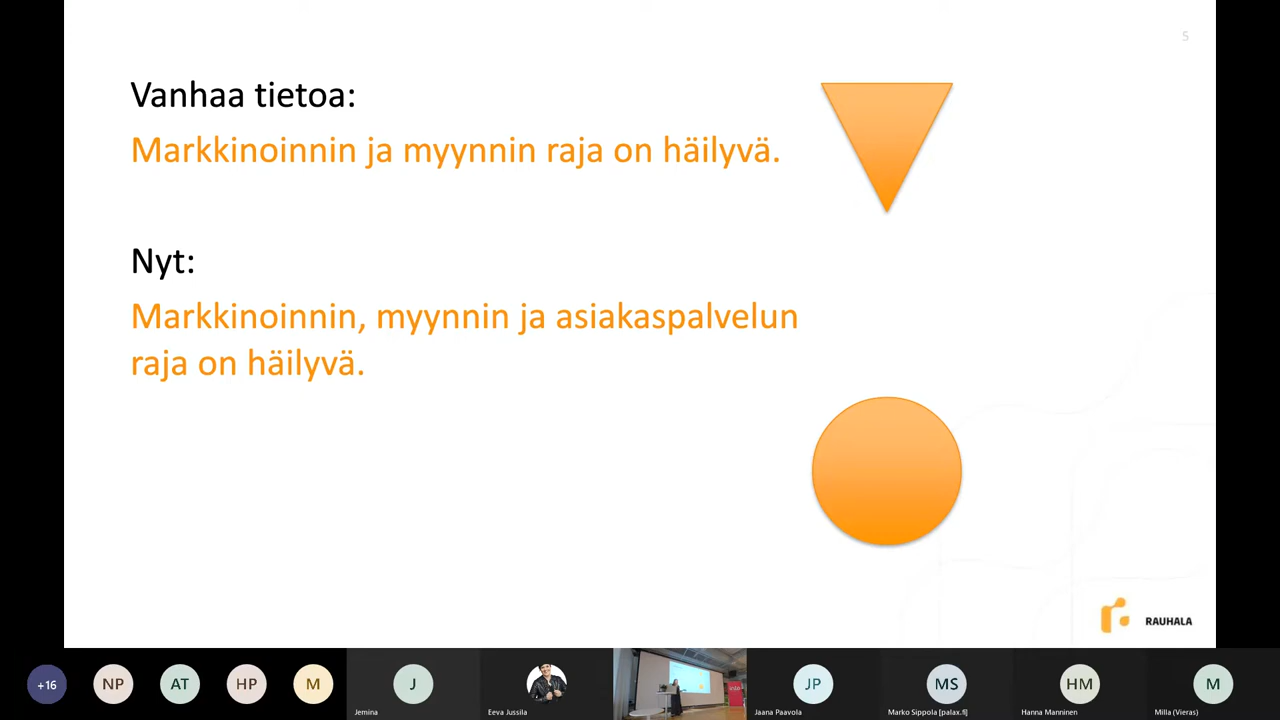 5
Vanhaa tietoa:
Markkinoinnin ja myynnin raja on häilyvä.
Nyt:
Markkinoinnin, myynnin ja asiakaspalvelun
raja on häilyvä.
RAUHALA
+16
NP
AT
HP
M
J
Jemina
Eeva Jussila
JP
Jaana Paavola
MS
Marko Sippola [palax.fi]
HM
Hanna Manninen
M
Milla (Vieras)